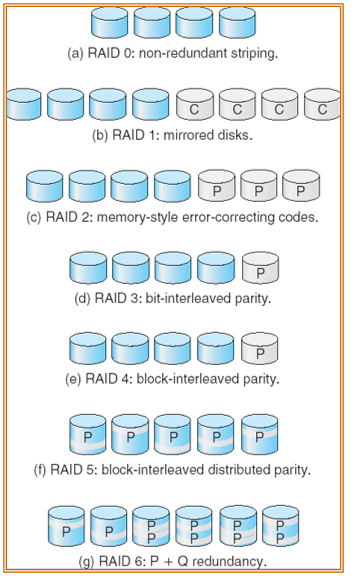 (a) RAID 0: non-redundant striping.
C C C C
(b) RAID 1: mirrored disks.
P P P
(c) RAID 2: memory-style error-correcting codes.
P
(d) RAID 3: bit-interleaved parity.
P
(e) RAID 4: block-interleaved parity.
P P P P P
(f) RAID 5: block-interleaved distributed parity.
P P P P P P
P P P P
(g) RAID 6: P + Q redundancy.